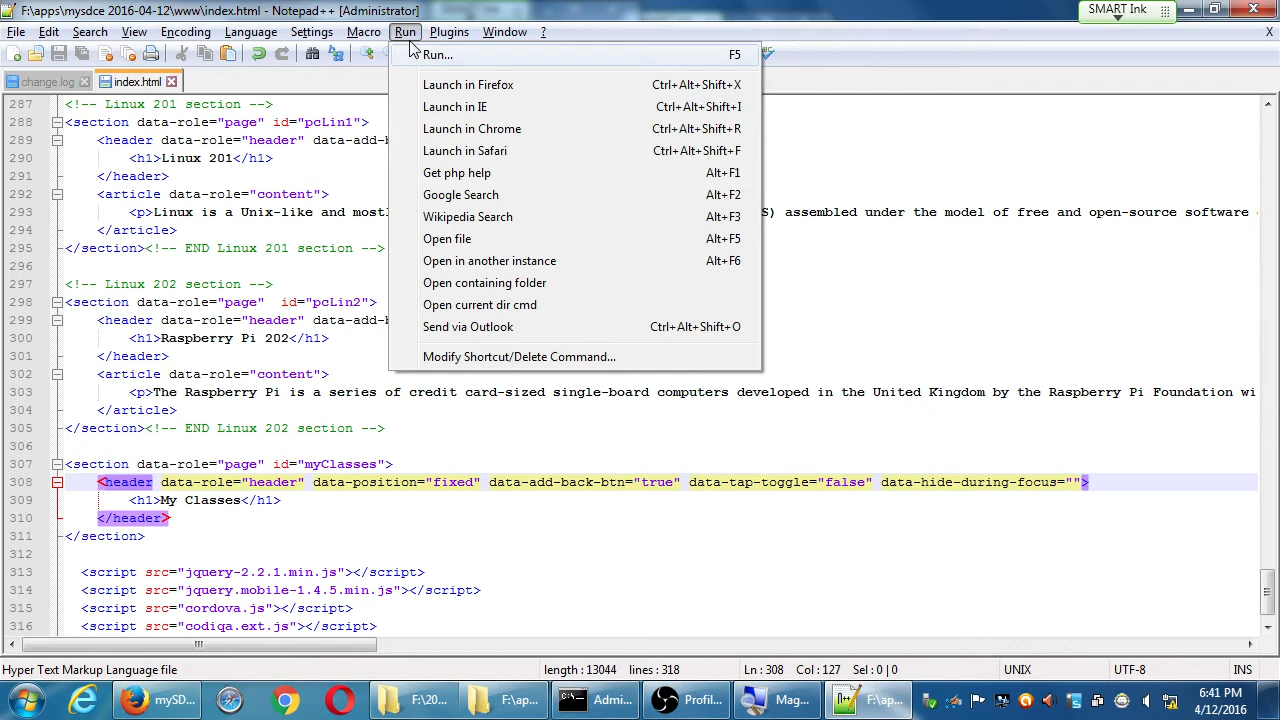 F:\apps\mysdce 2016-04-12\www\index.html - Notepad++ [Administrator]
SMART Ink
File Edit Search View Encoding Language Settings Macro Run Plugins Window ?
X
change.log index.html
Run... F5
Launch in Firefox Ctrl+Alt+Shift+X
Launch in IE Ctrl+Alt+Shift+I
Launch in Chrome Ctrl+Alt+Shift+R
Launch in Safari Ctrl+Alt+Shift+F
Get php help Alt+F1
Google Search Alt+F2
Wikipedia Search Alt+F3
Open file Alt+F5
Open in another instance Alt+F6
Open containing folder
Open current dir cmd
Send via Outlook Ctrl+Alt+Shift+O
Modify Shortcut/Delete Command...
287 <!-- Linux 201 section -->
288 <section data-role="page" id="pcLin1">
289 <header data-role="header" data-add-b
290 <h1>Linux 201</h1>
291 </header>
292 <article data-role="content">
293 <p>Linux is a Unix-like and mostl S) assembled under the model of free and open-source software
294 </article>
295 </section><!-- END Linux 201 section -->
296
297 <!-- Linux 202 section -->
298 <section data-role="page"  id="pcLin2">
299 <header data-role="header" data-add-b
300 <h1>Raspberry Pi 202</h1>
301 </header>
302 <article data-role="content">
303 <p>The Raspberry Pi is a series of credit card-sized single-board computers developed in the United Kingdom by the Raspberry Pi Foundation wi
304 </article>
305 </section><!-- END Linux 202 section -->
306
307 <section data-role="page" id="myClasses">
308 <header data-role="header" data-position="fixed" data-add-back-btn="true" data-tap-toggle="false" data-hide-during-focus="">
309 <h1>My Classes</h1>
310 </header>
311 </section>
312
313 <script src="jquery-2.2.1.min.js"></script>
314 <script src="jquery.mobile-1.4.5.min.js"></script>
315 <script src="cordova.js"></script>
316 <script src="codiqa.ext.js"></script>
Hyper Text Markup Language file length : 13044 lines : 318 Ln : 308 Col : 127 Sel : 0 | 0 UNIX UTF-8 INS
mySD... F:\20... F:\ap... Admi... Profil... Mag... F:\ap...
6:41 PM
4/12/2016